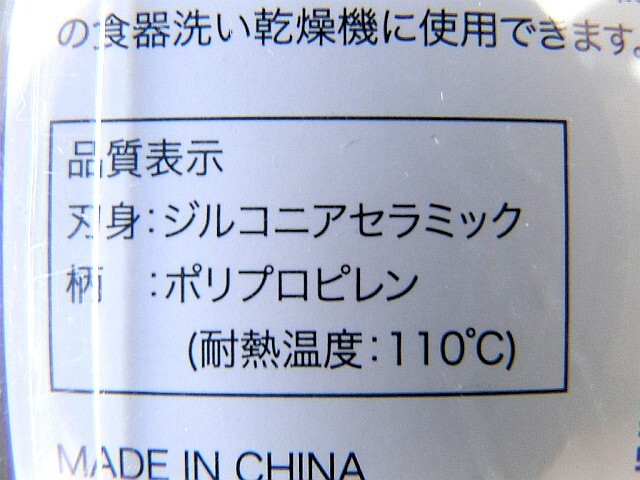 の食器洗い乾燥機に使用できます。
品質表示
刃身:ジルコニアセラミック
柄　:ポリプロピレン
(耐熱温度:110℃)
MADE IN CHINA